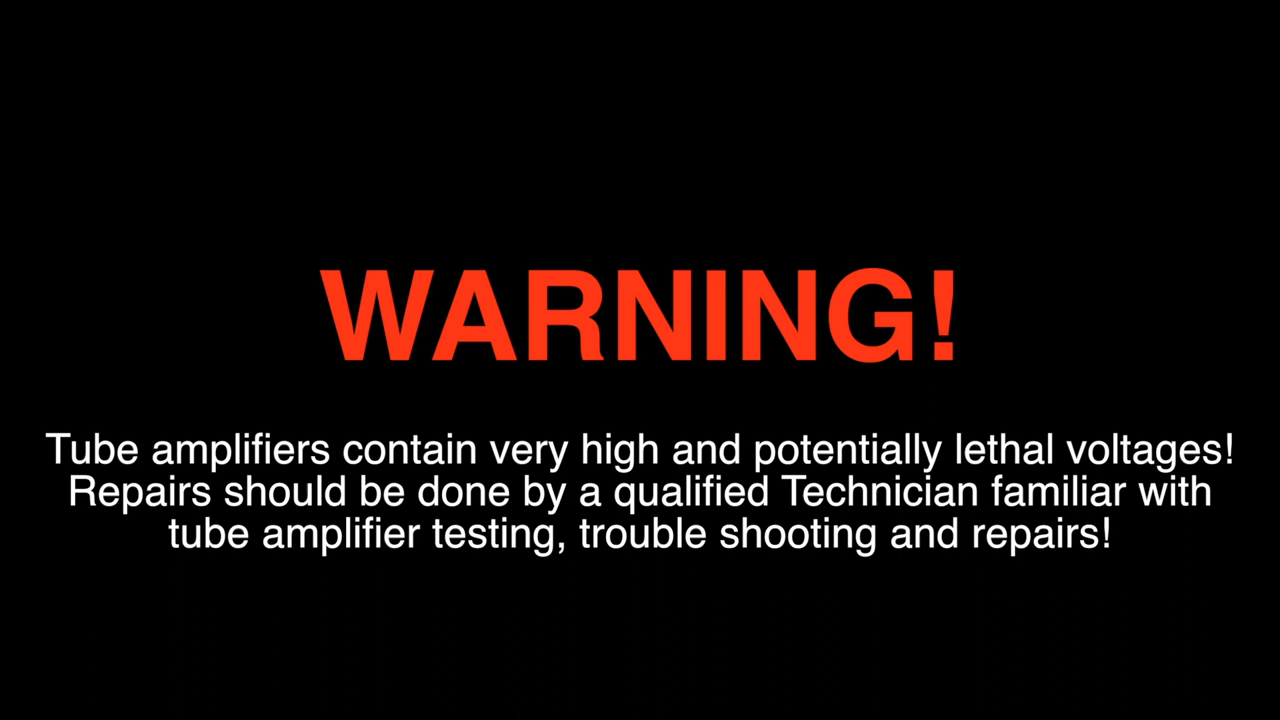 WARNING!
Tube amplifiers contain very high and potentially lethal voltages!
Repairs should be done by a qualified Technician familiar with
tube amplifier testing, trouble shooting and repairs!